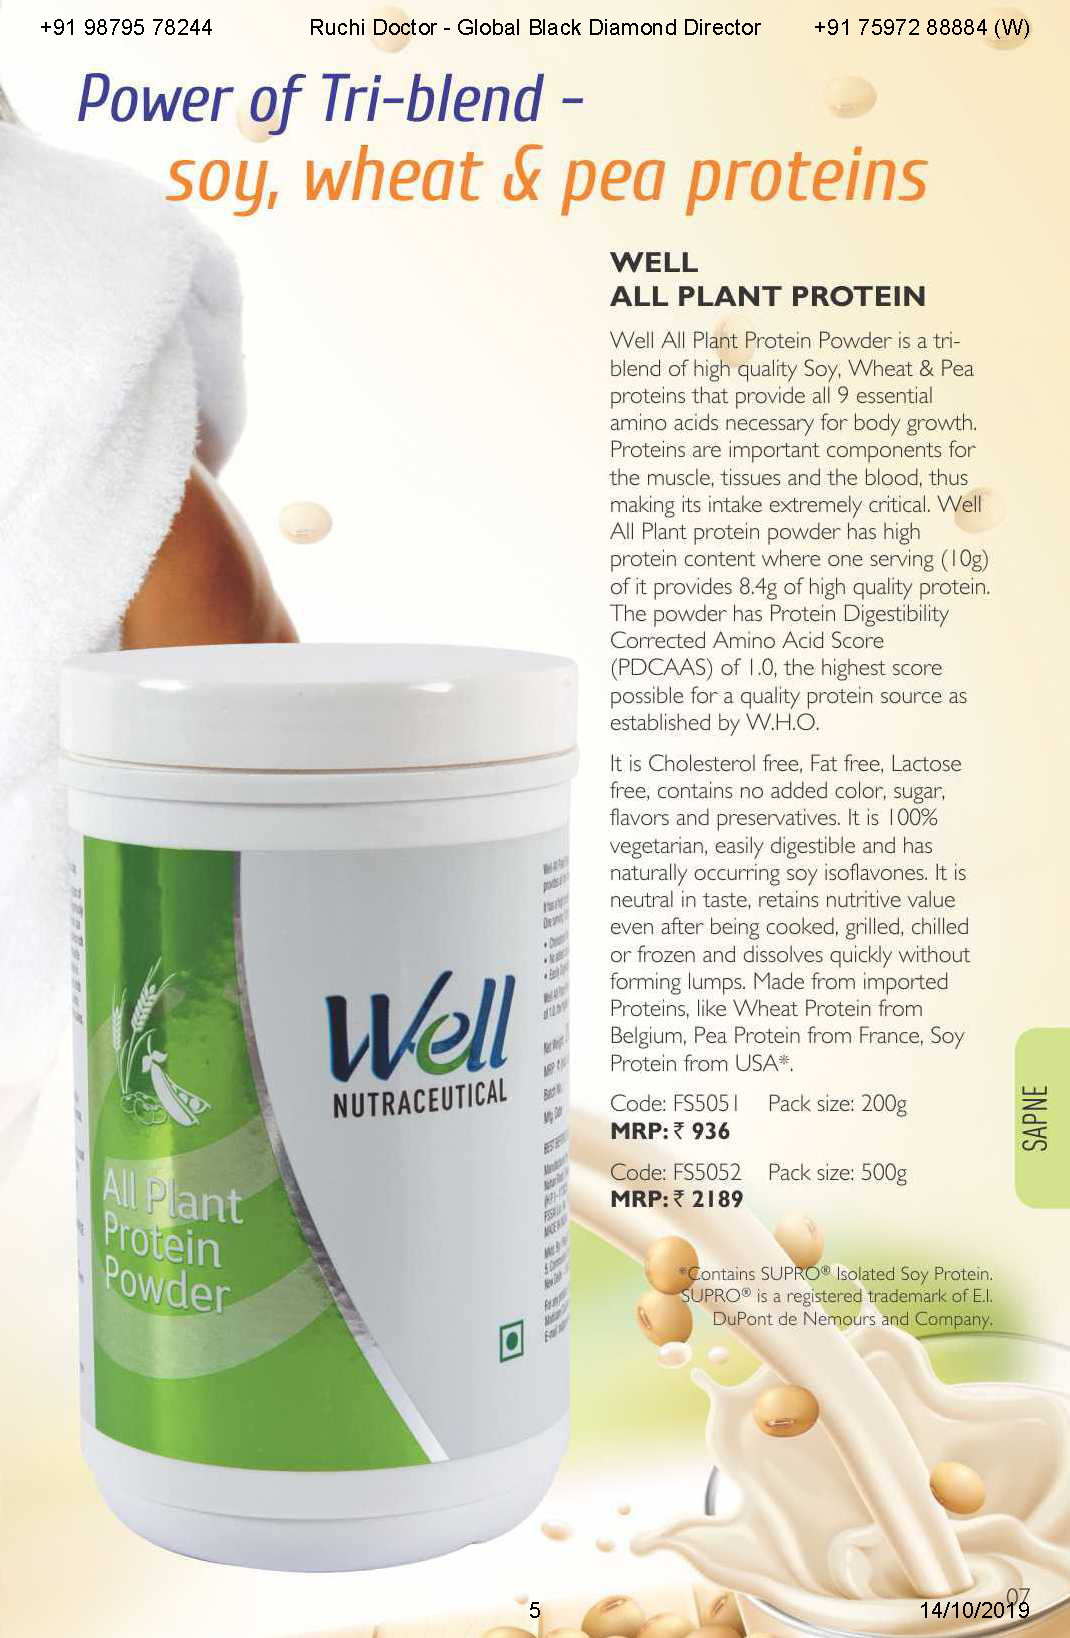 +91 98795 78244 Ruchi Doctor - Global Black Diamond Director +91 75972 88884 (W)
Power of Tri-blend -
soy, wheat & pea proteins
WELL
ALL PLANT PROTEIN
Well All Plant Protein Powder is a tri-
blend of high quality Soy, Wheat & Pea
proteins that provide all 9 essential
amino acids necessary for body growth.
Proteins are important components for
the muscle, tissues and the blood, thus
making its intake extremely critical. Well
All Plant protein powder has high
protein content where one serving (10g)
of it provides 8.4g of high quality protein.
The powder has Protein Digestibility
Corrected Amino Acid Score
(PDCAAS) of 1.0, the highest score
possible for a quality protein source as
established by W.H.O.
It is Cholesterol free, Fat free, Lactose
free, contains no added color, sugar,
flavors and preservatives. It is 100%
vegetarian, easily digestible and has
naturally occurring soy isoflavones. It is
neutral in taste, retains nutritive value
even after being cooked, grilled, chilled
or frozen and dissolves quickly without
forming lumps. Made from imported
Proteins, like Wheat Protein from
Belgium, Pea Protein from France, Soy
Protein from USA*.
Code: FS5051 Pack size: 200g
MRP: ₹ 936
Code: FS5052 Pack size: 500g
MRP: ₹ 2189
*Contains SUPRO® Isolated Soy Protein.
SUPRO® is a registered trademark of E.I.
DuPont de Nemours and Company.
SAPNE
Well
NUTRACEUTICAL
All Plant
Protein
Powder
07
5 14/10/2019